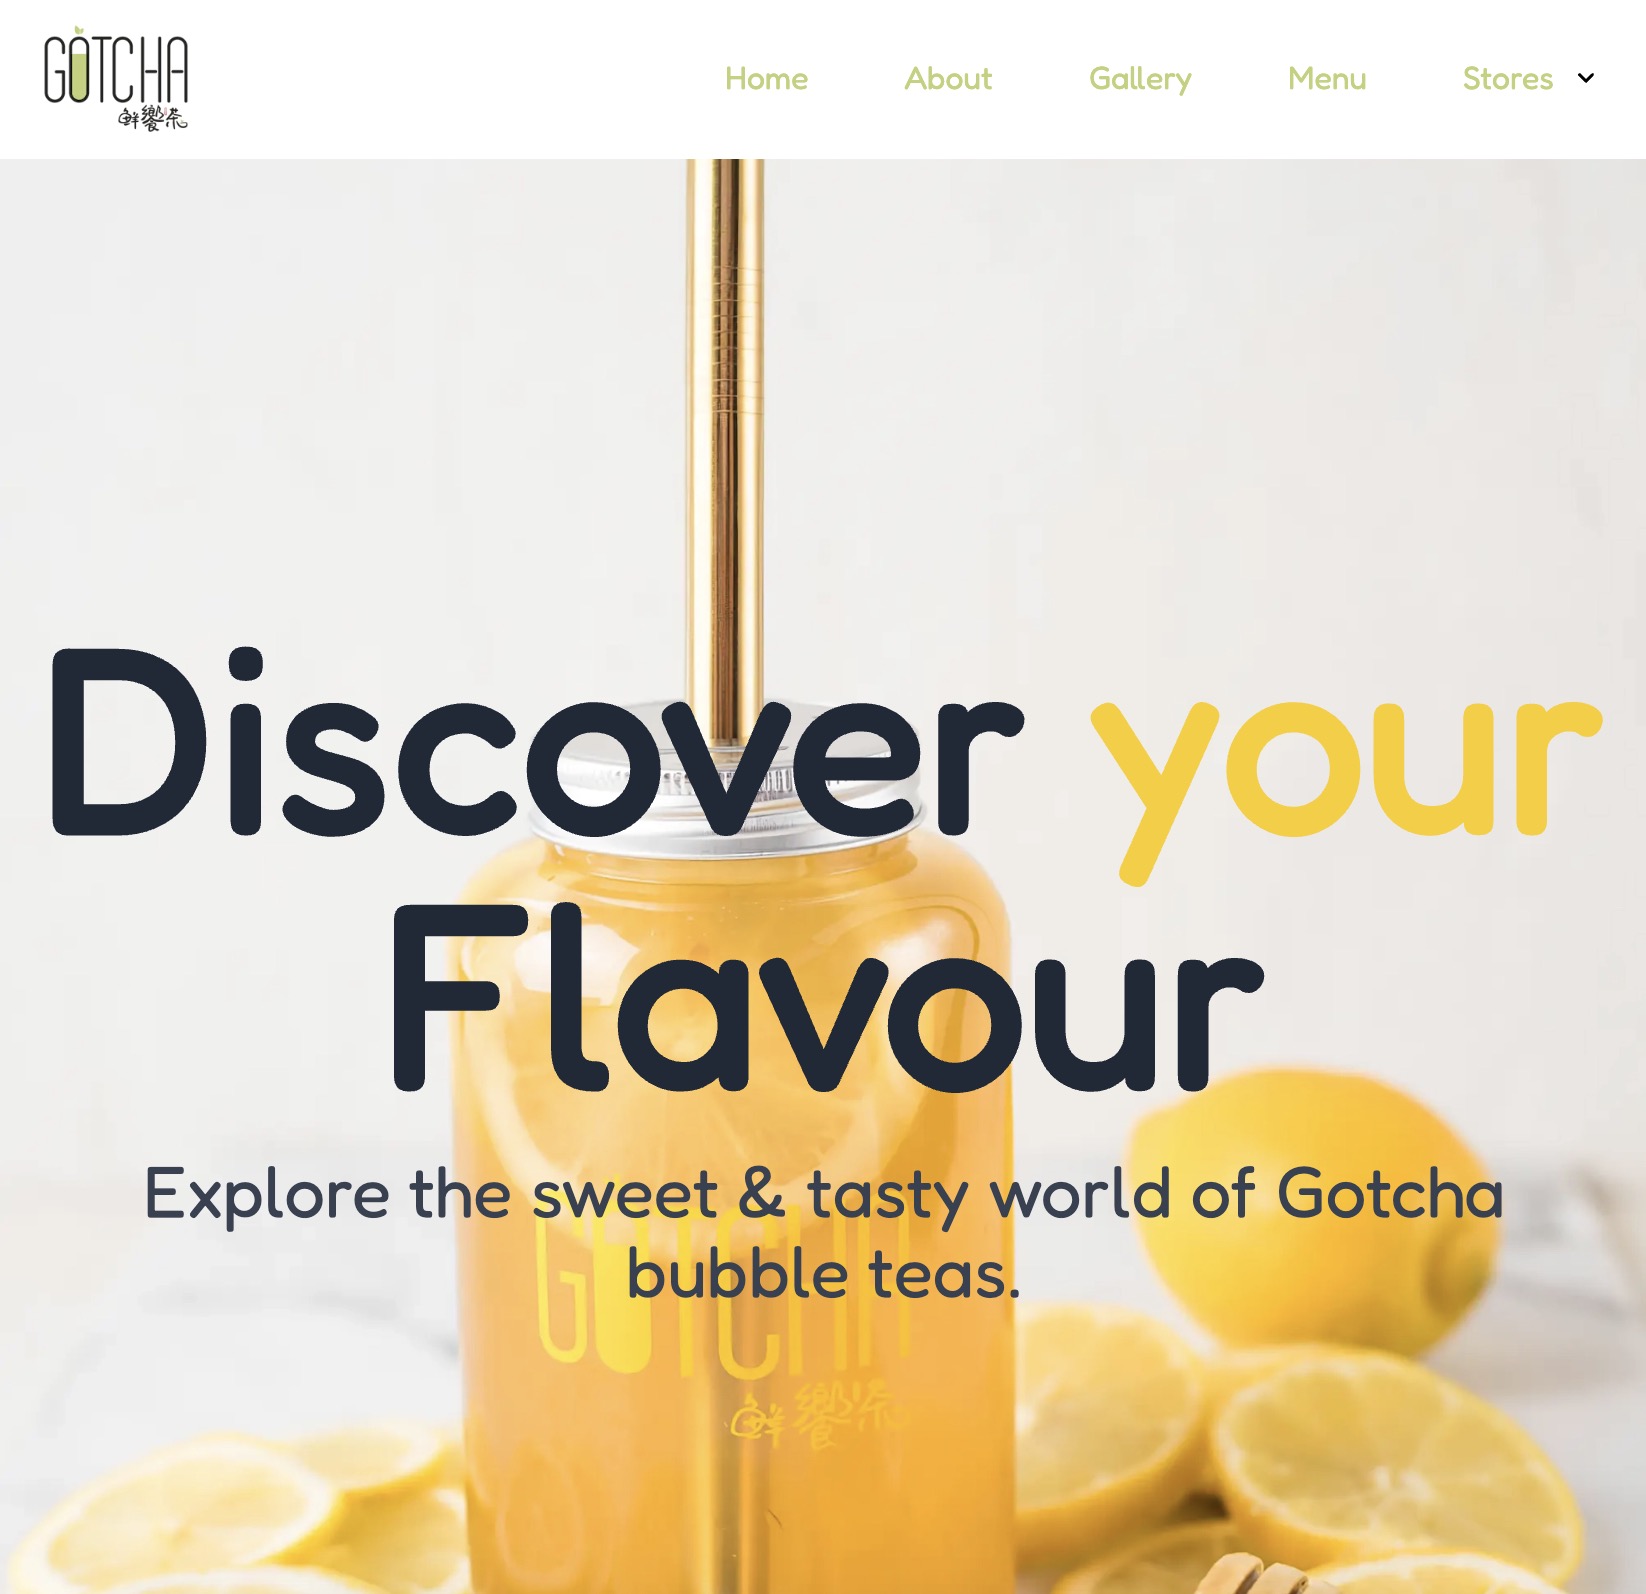 GOTCHA
鮮饗茶
Home About Gallery Menu Stores
Discover your
Flavour
Explore the sweet & tasty world of Gotcha
bubble teas.
GOTCHA
鮮饗茶